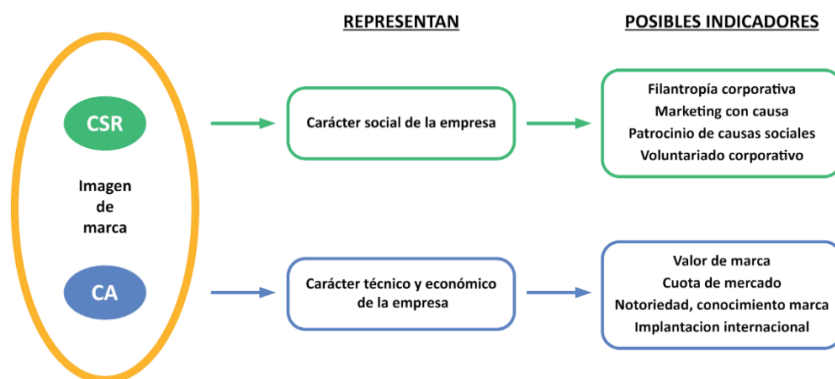 REPRESENTAN
POSIBLES INDICADORES
CSR
Imagen
de
marca
CA
Carácter social de la empresa
Filantropía corporativa
Marketing con causa
Patrocinio de causas sociales
Voluntariado corporativo
Carácter técnico y económico
de la empresa
Valor de marca
Cuota de mercado
Notoriedad, conocimiento marca
Implantacion internacional